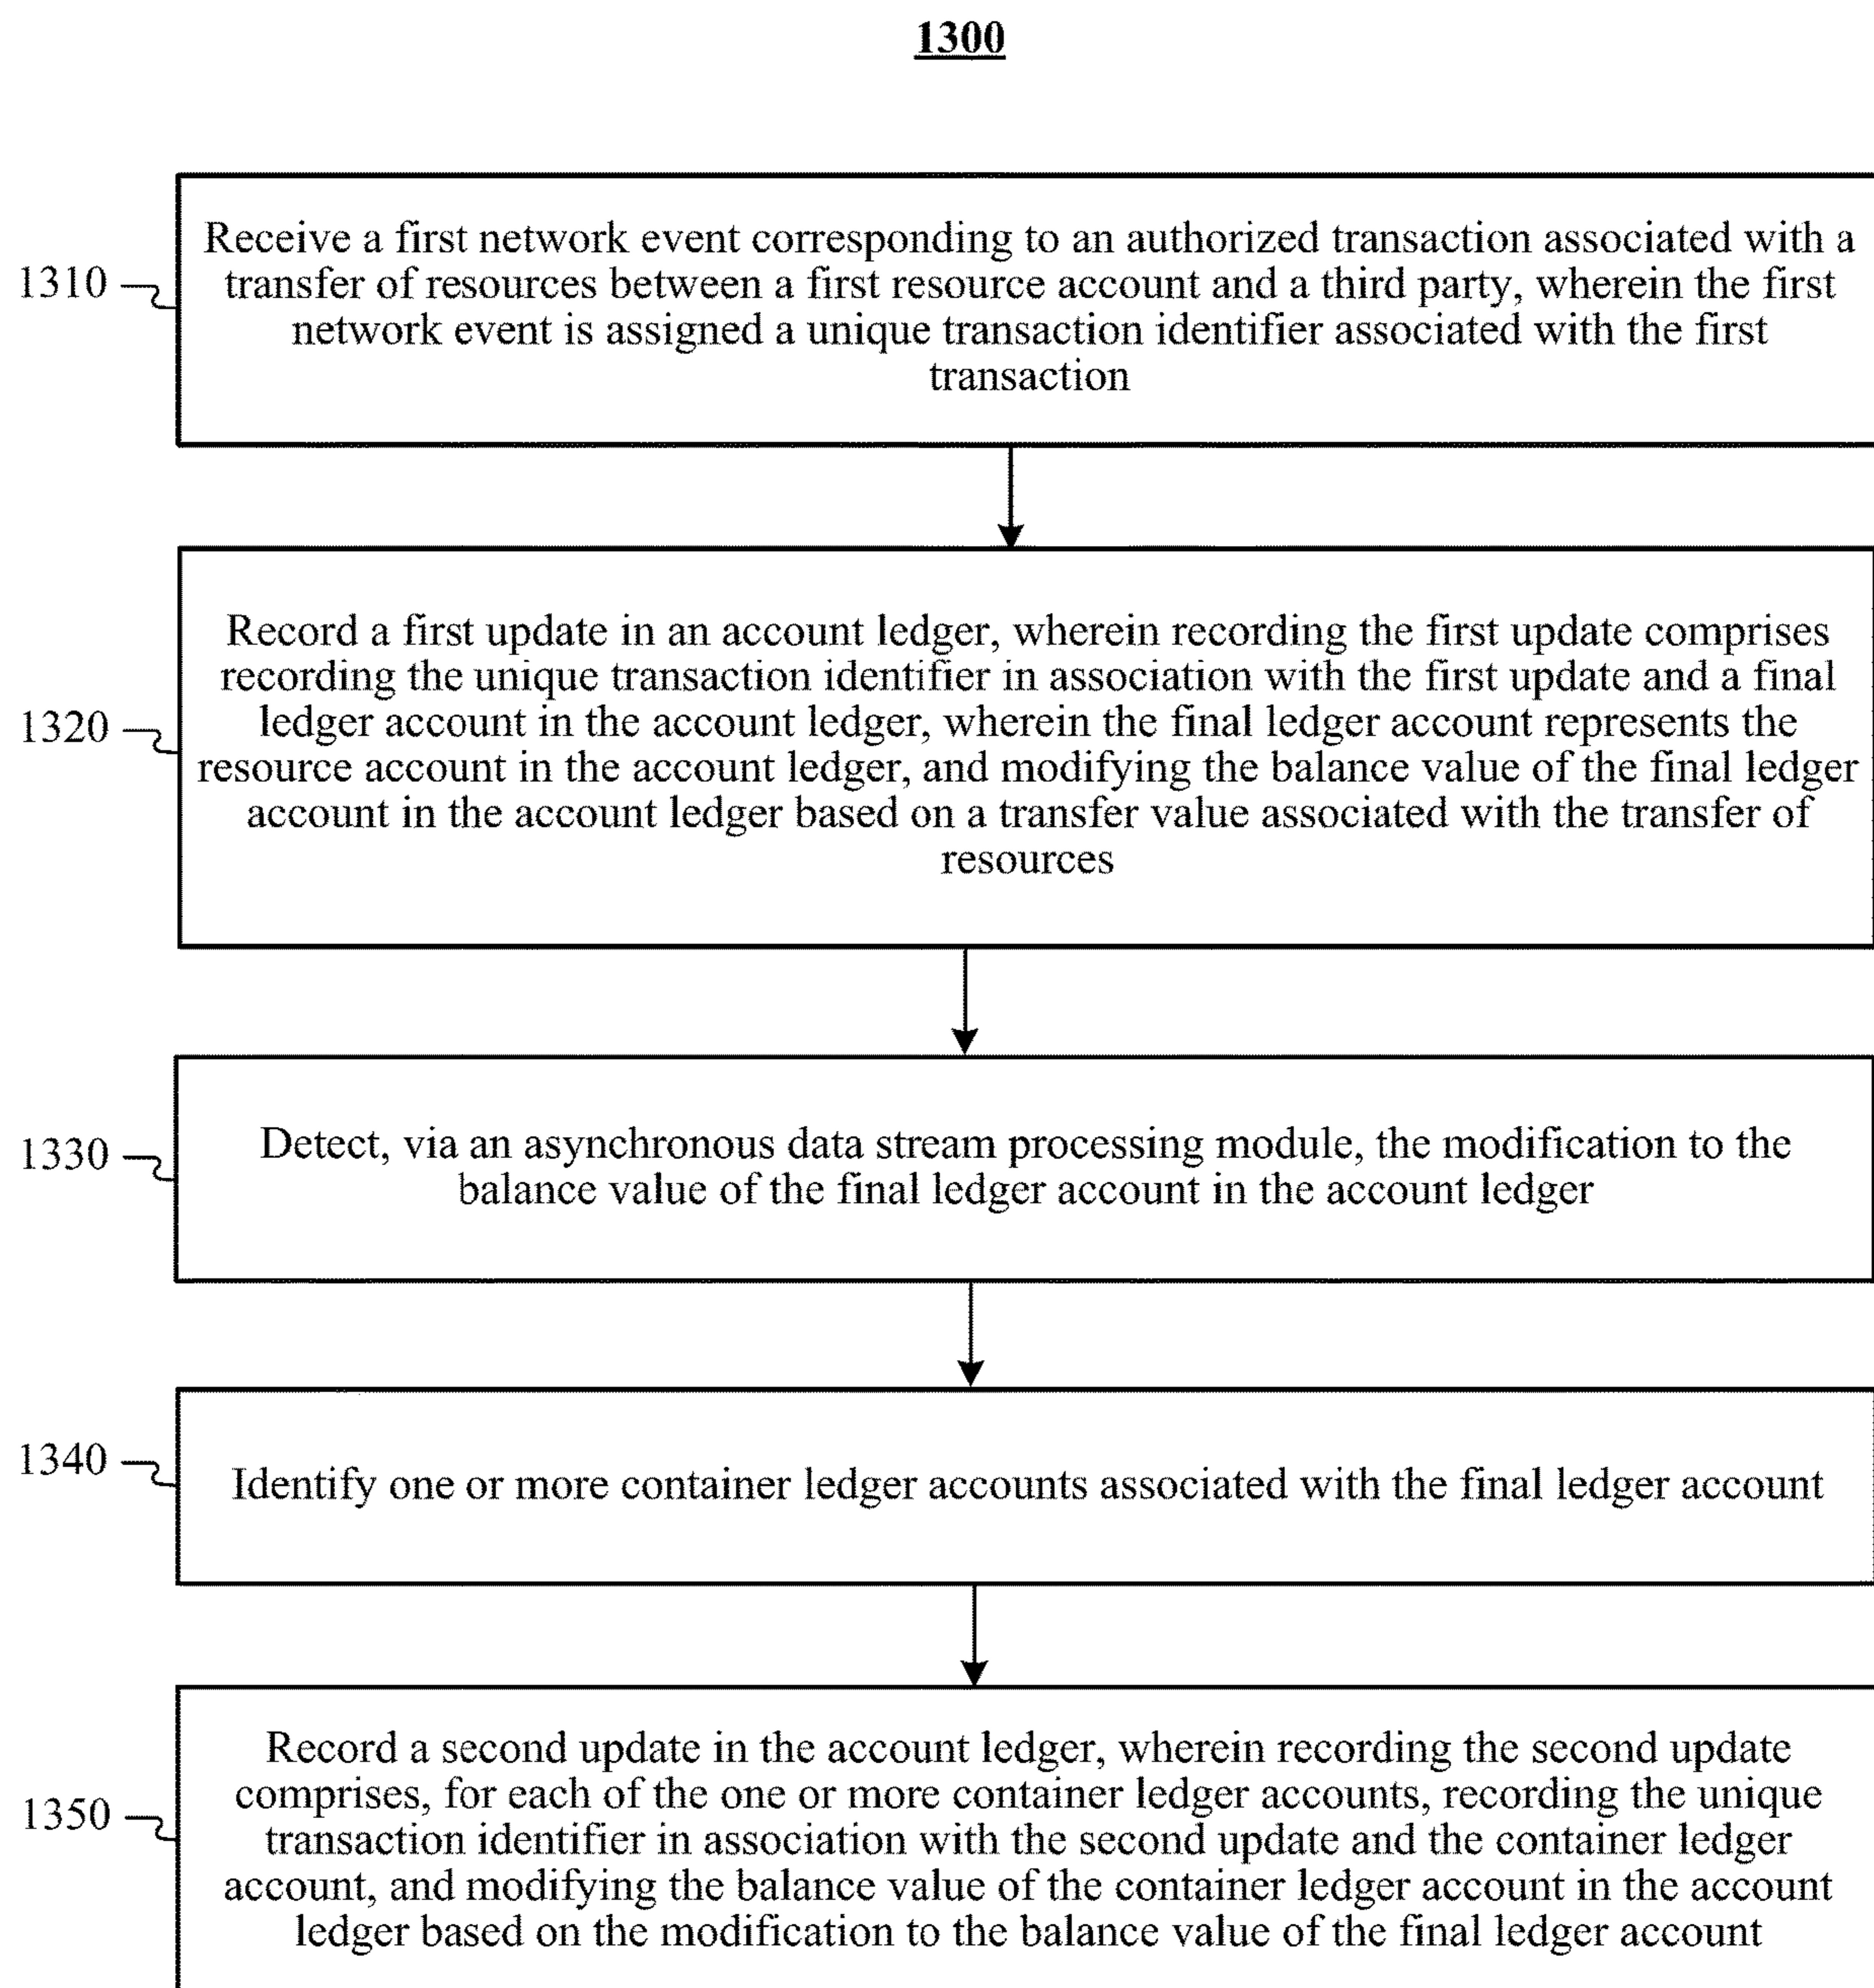 1300
1310
Receive a first network event corresponding to an authorized transaction associated with a
transfer of resources between a first resource account and a third party, wherein the first
network event is assigned a unique transaction identifier associated with the first
transaction
1320
Record a first update in an account ledger, wherein recording the first update comprises
recording the unique transaction identifier in association with the first update and a final
ledger account in the account ledger, wherein the final ledger account represents the
resource account in the account ledger, and modifying the balance value of the final ledger
account in the account ledger based on a transfer value associated with the transfer of
resources
1330
Detect, via an asynchronous data stream processing module, the modification to the
balance value of the final ledger account in the account ledger
1340
Identify one or more container ledger accounts associated with the final ledger account
1350
Record a second update in the account ledger, wherein recording the second update
comprises, for each of the one or more container ledger accounts, recording the unique
transaction identifier in association with the second update and the container ledger
account, and modifying the balance value of the container ledger account in the account
ledger based on the modification to the balance value of the final ledger account